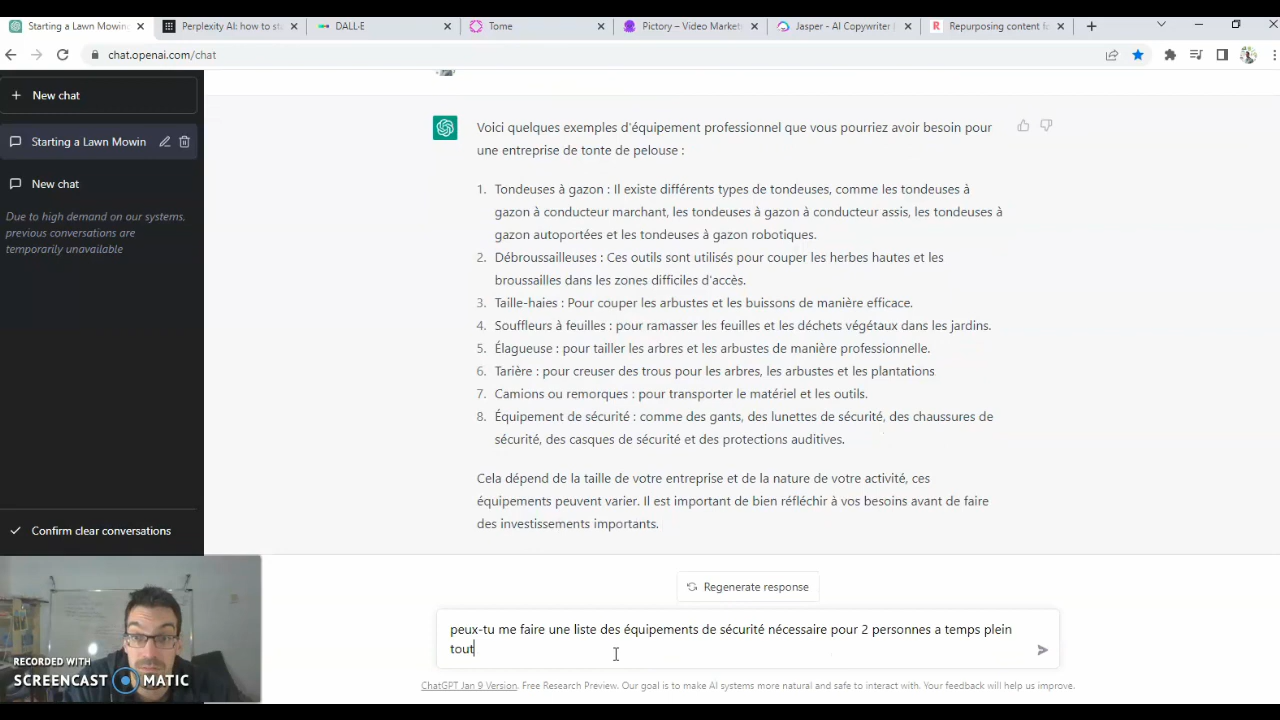 Starting a Lawn Mowing
Perplexity AI: how to st
DALL·E
Tome
Pictory – Video Market
Jasper - AI Copywriter |
Repurposing content f
chat.openai.com/chat
New chat
Starting a Lawn Mowin
New chat
Due to high demand on our systems,
previous conversations are
temporarily unavailable
Confirm clear conversations
Voici quelques exemples d'équipement professionnel que vous pourriez avoir besoin pour
une entreprise de tonte de pelouse :
1. Tondeuses à gazon : Il existe différents types de tondeuses, comme les tondeuses à
gazon à conducteur marchant, les tondeuses à gazon à conducteur assis, les tondeuses à
gazon autoportées et les tondeuses à gazon robotiques.
2. Débroussailleuses : Ces outils sont utilisés pour couper les herbes hautes et les
broussailles dans les zones difficiles d'accès.
3. Taille-haies : Pour couper les arbustes et les buissons de manière efficace.
4. Souffleurs à feuilles : pour ramasser les feuilles et les déchets végétaux dans les jardins.
5. Élagueuse : pour tailler les arbres et les arbustes de manière professionnelle.
6. Tarière : pour creuser des trous pour les arbres, les arbustes et les plantations
7. Camions ou remorques : pour transporter le matériel et les outils.
8. Équipement de sécurité : comme des gants, des lunettes de sécurité, des chaussures de
sécurité, des casques de sécurité et des protections auditives.
Cela dépend de la taille de votre entreprise et de la nature de votre activité, ces
équipements peuvent varier. Il est important de bien réfléchir à vos besoins avant de faire
des investissements importants.
Regenerate response
peux-tu me faire une liste des équipements de sécurité nécessaire pour 2 personnes a temps plein
tout
ChatGPT Jan 9 Version. Free Research Preview. Our goal is to make AI systems more natural and safe to interact with. Your feedback will help us improve.
RECORDED WITH
SCREENCAST MATIC